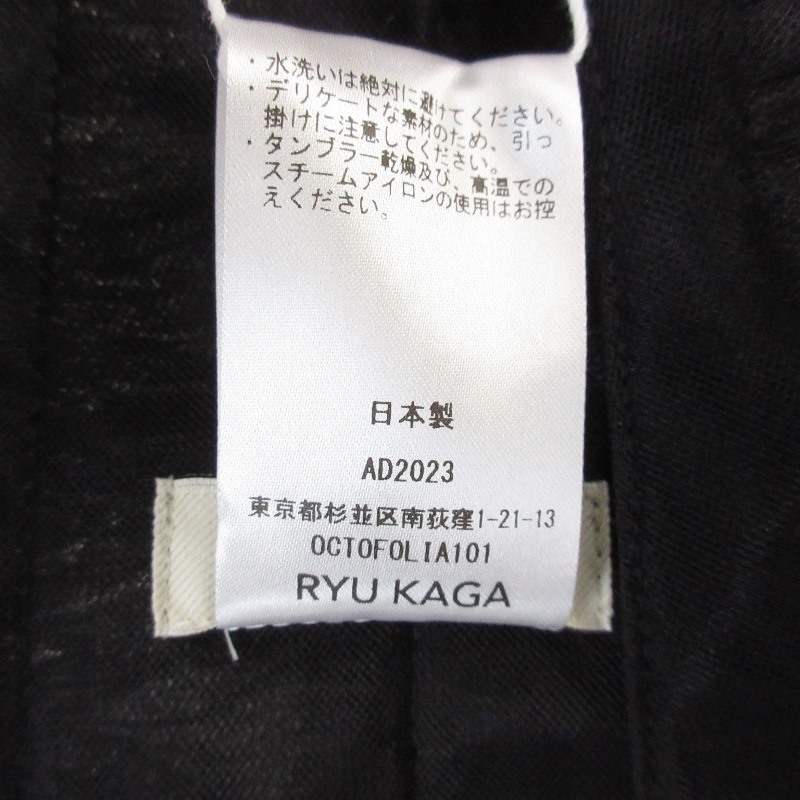 ・水洗いは絶対に避けてください。
・デリケートな素材のため、引っ
掛けに注意してください。
・タンブラー乾燥及び、高温での
スチームアイロンの使用はお控
えください。
日本製
AD2023
東京都杉並区南荻窪1-21-13
OCTOFOLIA101
RYU KAGA